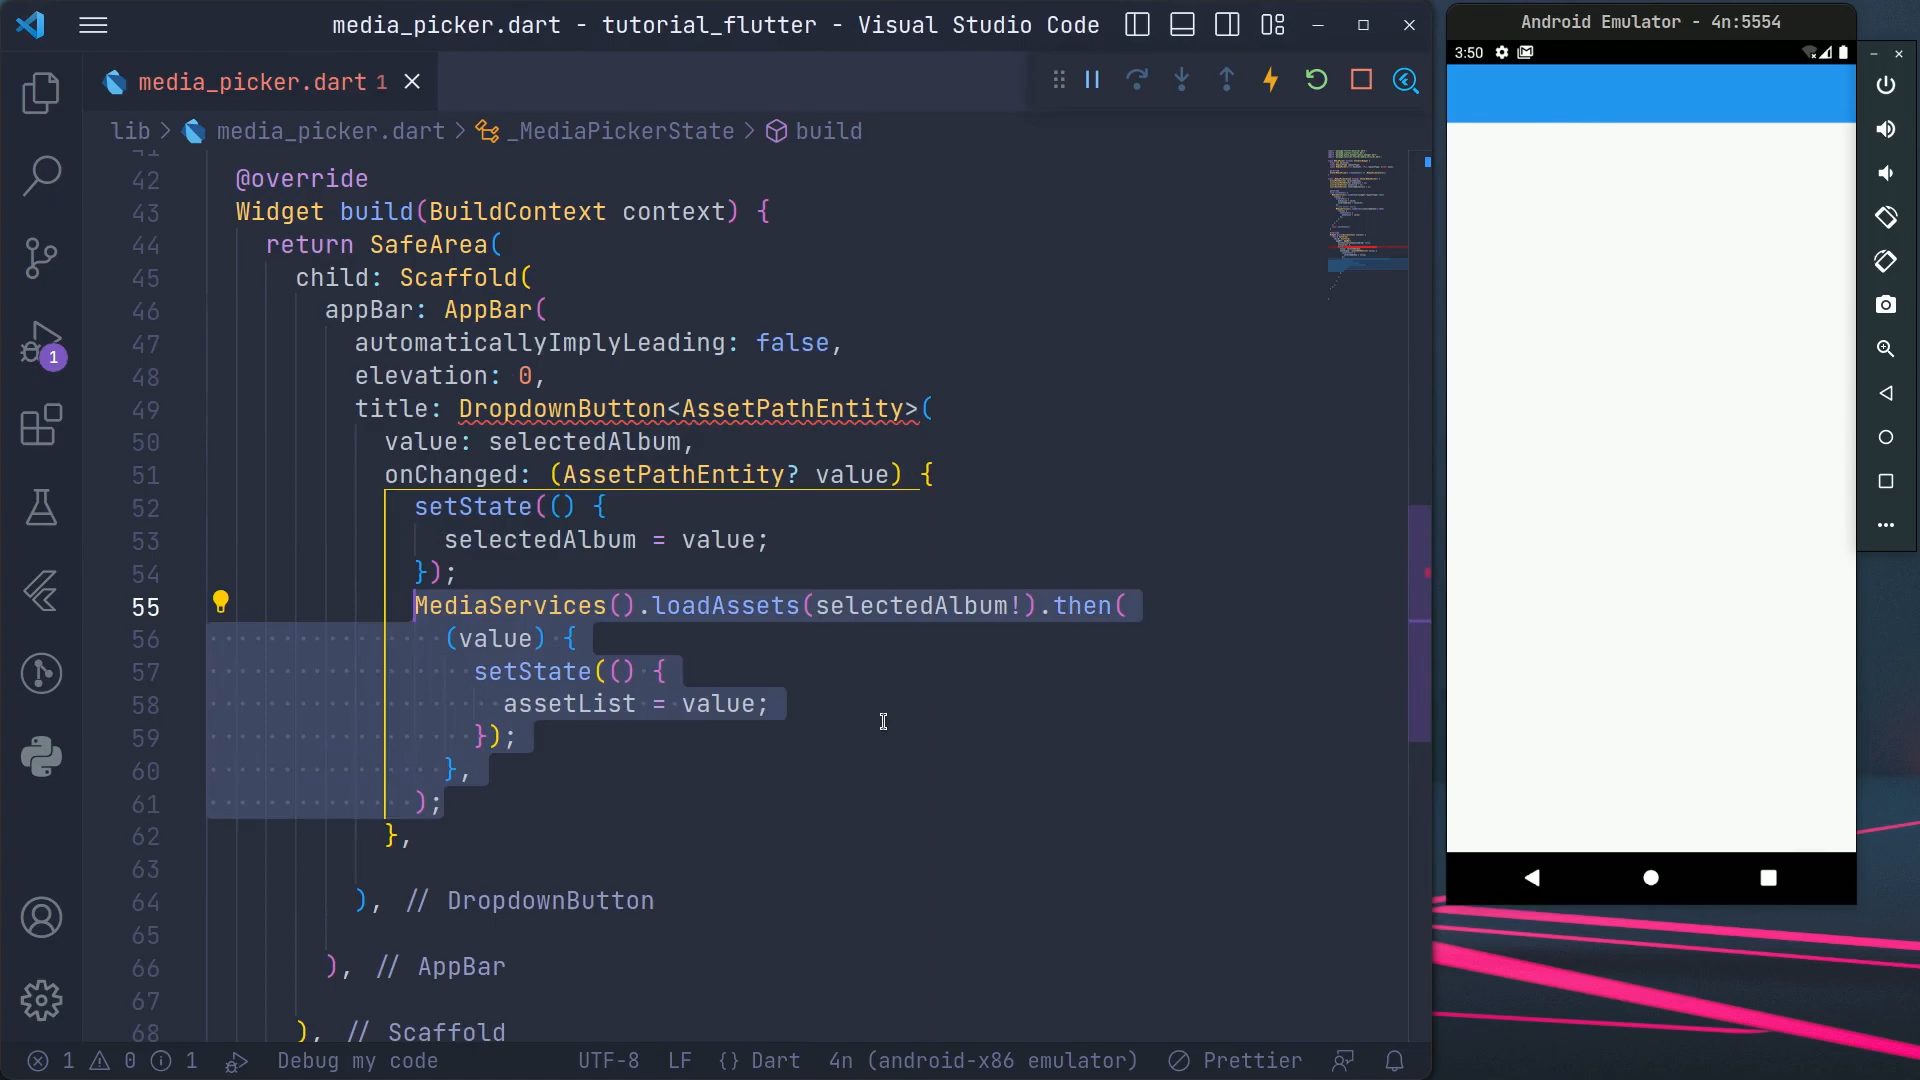 media_picker.dart - tutorial_flutter - Visual Studio Code
media_picker.dart 1
lib > media_picker.dart > _MediaPickerState > build
41
42 @override
43 Widget build(BuildContext context) {
44 return SafeArea(
45 child: Scaffold(
46 appBar: AppBar(
47 automaticallyImplyLeading: false,
48 elevation: 0,
49 title: DropdownButton<AssetPathEntity>(
50 value: selectedAlbum,
51 onChanged: (AssetPathEntity? value) {
52 setState(() {
53 selectedAlbum = value;
54 });
55 MediaServices().loadAssets(selectedAlbum!).then(
56 (value) {
57 setState(() {
58 assetList = value;
59 });
60 },
61 );
62 },
63
64 ), // DropdownButton
65
66 ), // AppBar
67
68 ), // Scaffold
1
1 0 1 Debug my code UTF-8 LF {} Dart 4n (android-x86 emulator) Prettier
Android Emulator - 4n:5554
3:50